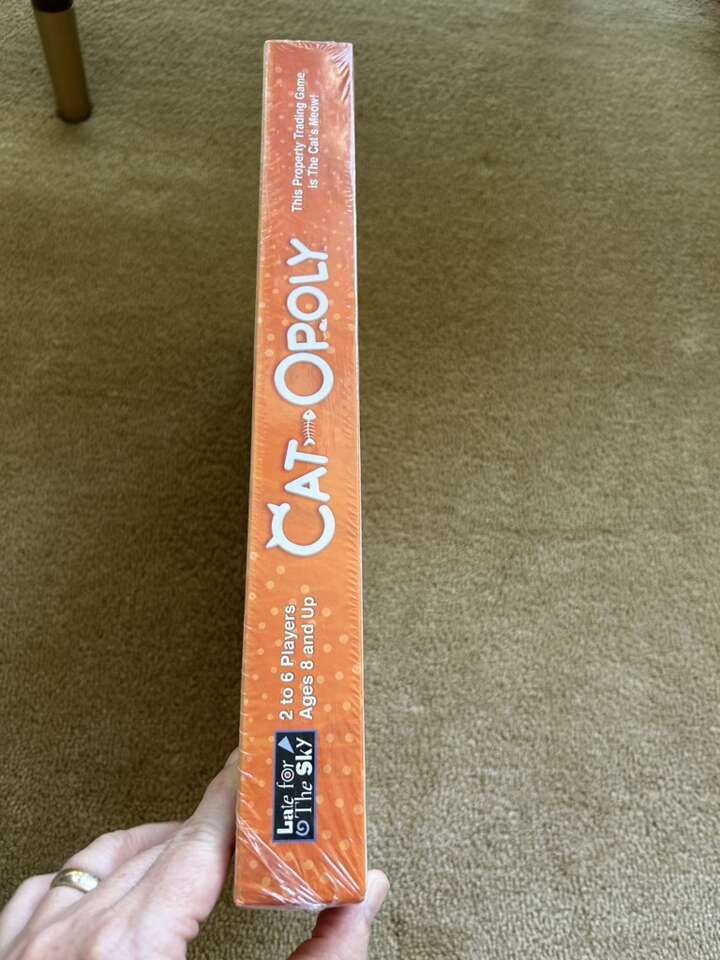 Late for
The Sky
2 to 6 Players
Ages 8 and Up
CAT-OPOLY
This Property Trading Game
is The Cat's Meow!